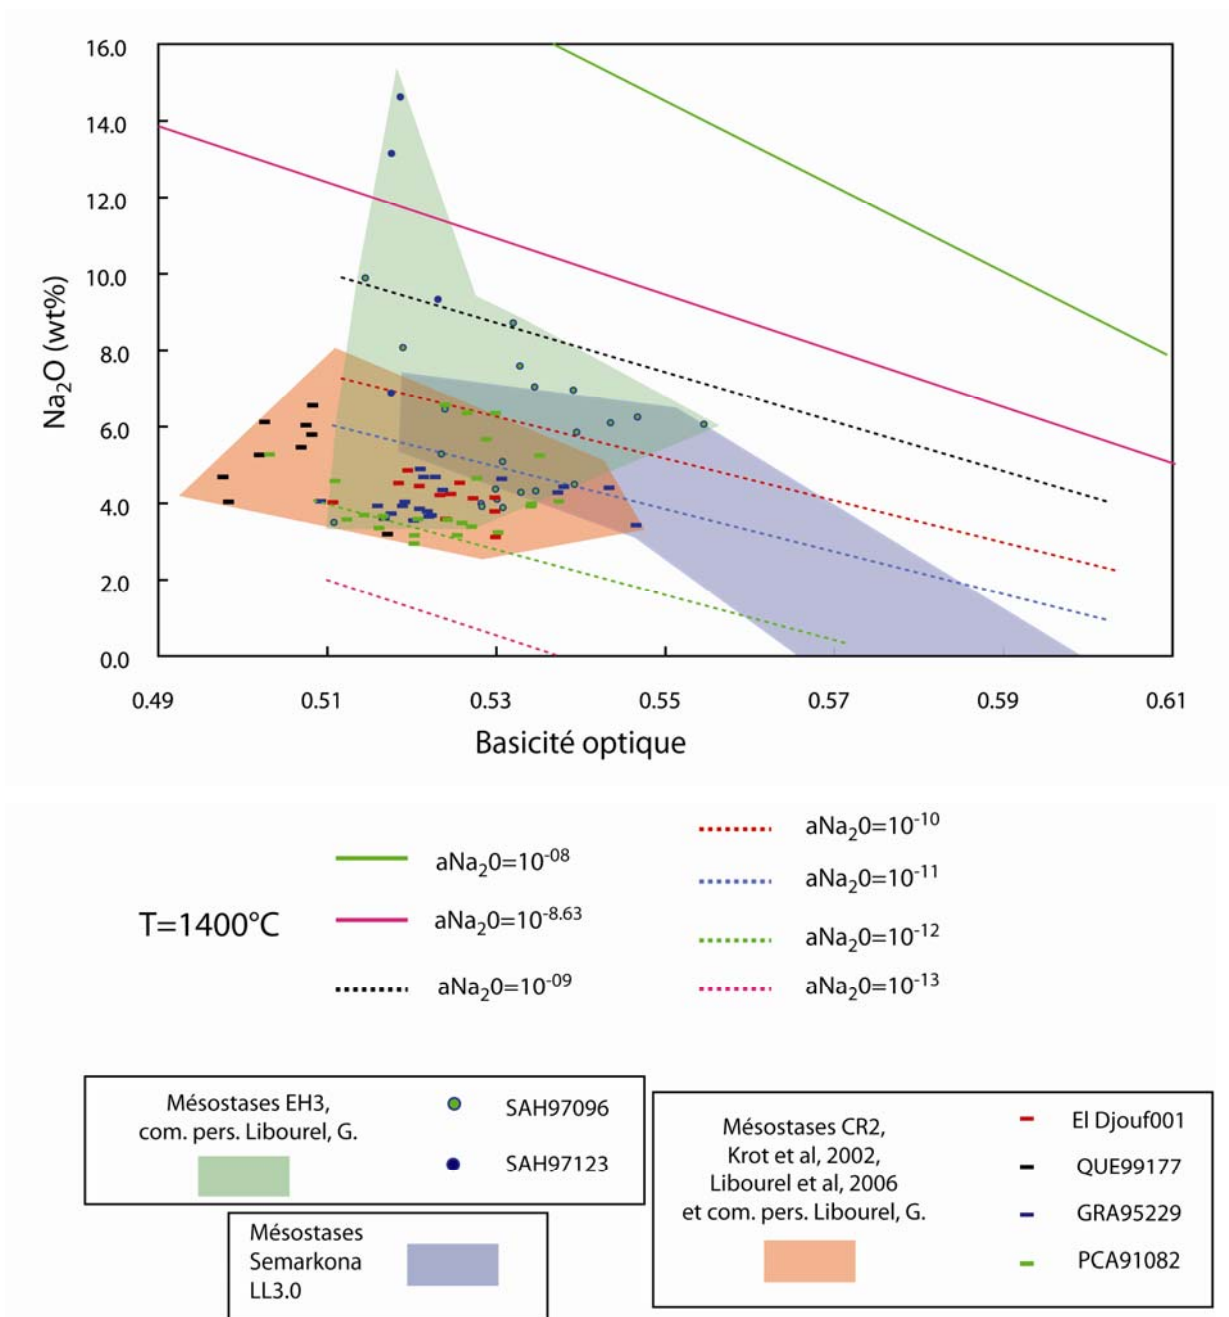 16.0
14.0
12.0
10.0
8.0
6.0
4.0
2.0
0.0
Na₂O (wt%)
0.49 0.51 0.53 0.55 0.57 0.59 0.61
Basicité optique
T=1400°C
aNa₂0=10⁻⁰⁸
aNa₂0=10⁻⁸·⁶³
aNa₂0=10⁻⁰⁹
aNa₂0=10⁻¹⁰
aNa₂0=10⁻¹¹
aNa₂0=10⁻¹²
aNa₂0=10⁻¹³
Mésostases EH3,
com. pers. Libourel, G.
SAH97096
SAH97123
Mésostases
Semarkona
LL3.0
Mésostases CR2,
Krot et al, 2002,
Libourel et al, 2006
et com. pers. Libourel, G.
El Djouf001
QUE99177
GRA95229
PCA91082